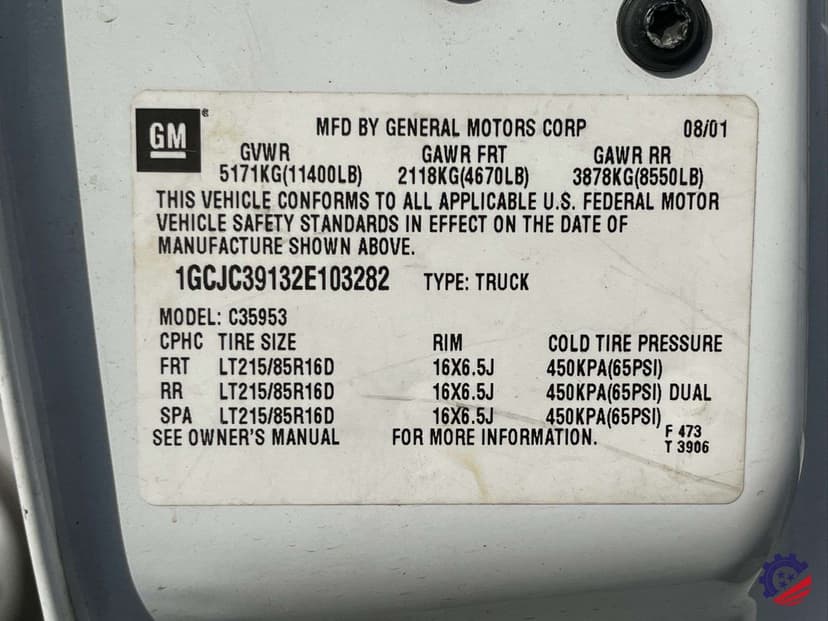 GM ® MFD BY GENERAL MOTORS CORP 08/01
GVWR GAWR FRT GAWR RR
5171KG(11400LB) 2118KG(4670LB) 3878KG(8550LB)
THIS VEHICLE CONFORMS TO ALL APPLICABLE U.S. FEDERAL MOTOR
VEHICLE SAFETY STANDARDS IN EFFECT ON THE DATE OF
MANUFACTURE SHOWN ABOVE.
1GCJC39132E103282 TYPE: TRUCK
MODEL: C35953
CPHC TIRE SIZE RIM COLD TIRE PRESSURE
FRT LT215/85R16D 16X6.5J 450KPA(65PSI)
RR LT215/85R16D 16X6.5J 450KPA(65PSI) DUAL
SPA LT215/85R16D 16X6.5J 450KPA(65PSI)
SEE OWNER'S MANUAL FOR MORE INFORMATION. F 473
T 3906